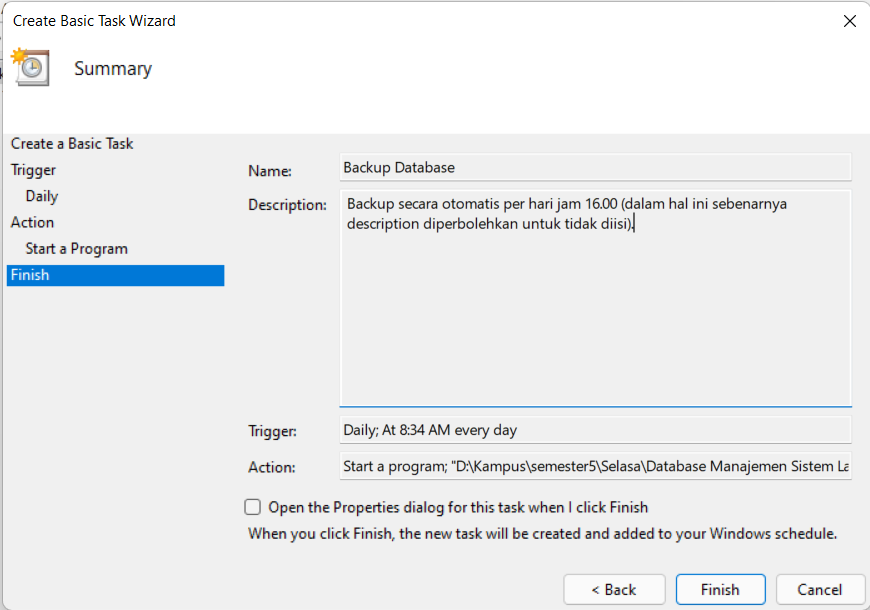 Create Basic Task Wizard
Summary
Create a Basic Task
Trigger
Daily
Action
Start a Program
Finish
Name:
Backup Database
Description:
Backup secara otomatis per hari jam 16.00 (dalam hal ini sebenarnya
description diperbolehkan untuk tidak diisi).
Trigger:
Daily; At 8:34 AM every day
Action:
Start a program; "D:\Kampus\semester5\Selasa\Database Manajemen Sistem La
Open the Properties dialog for this task when I click Finish
When you click Finish, the new task will be created and added to your Windows schedule.
< Back
Finish
Cancel